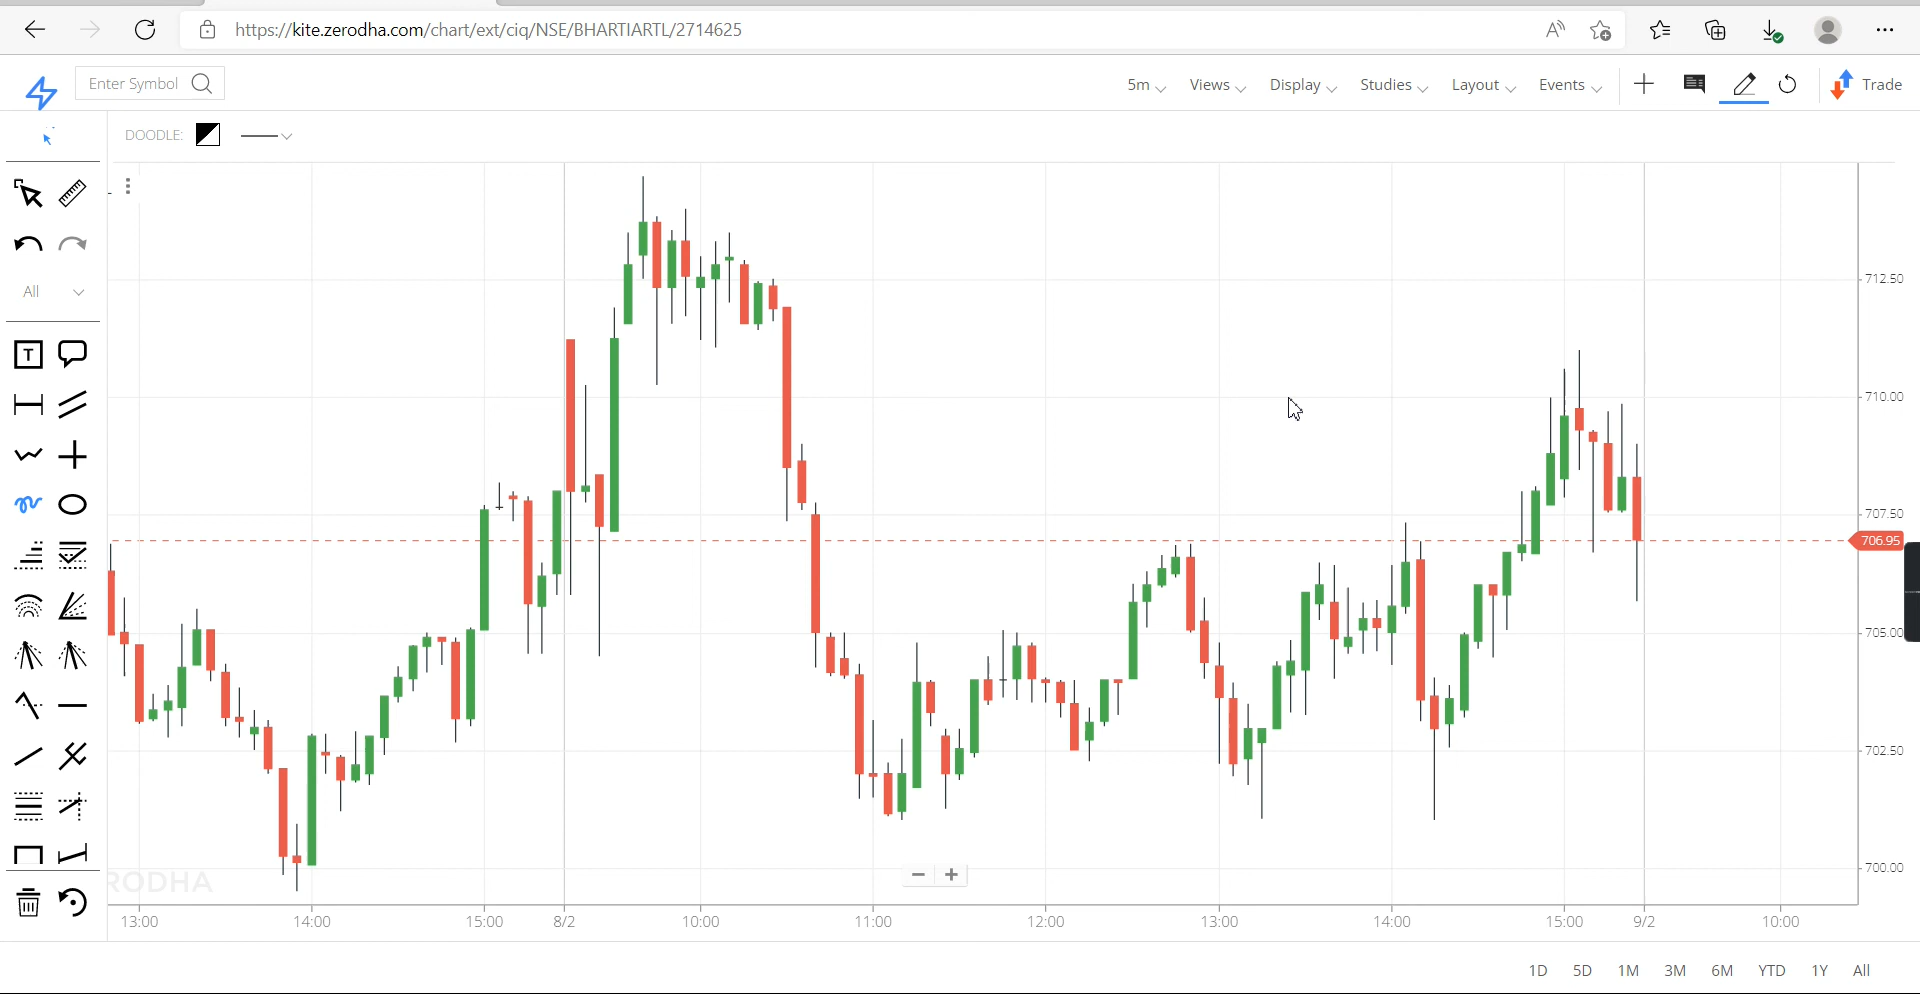 https://kite.zerodha.com/chart/ext/ciq/NSE/BHARTIARTL/2714625
Enter Symbol
5m Views Display Studies Layout Events Trade
DOODLE:
All
T
712.50
710.00
707.50
706.95
705.00
702.50
700.00
RODHA
13:00 14:00 15:00 8/2 10:00 11:00 12:00 13:00 14:00 15:00 9/2 10:00
1D 5D 1M 3M 6M YTD 1Y All